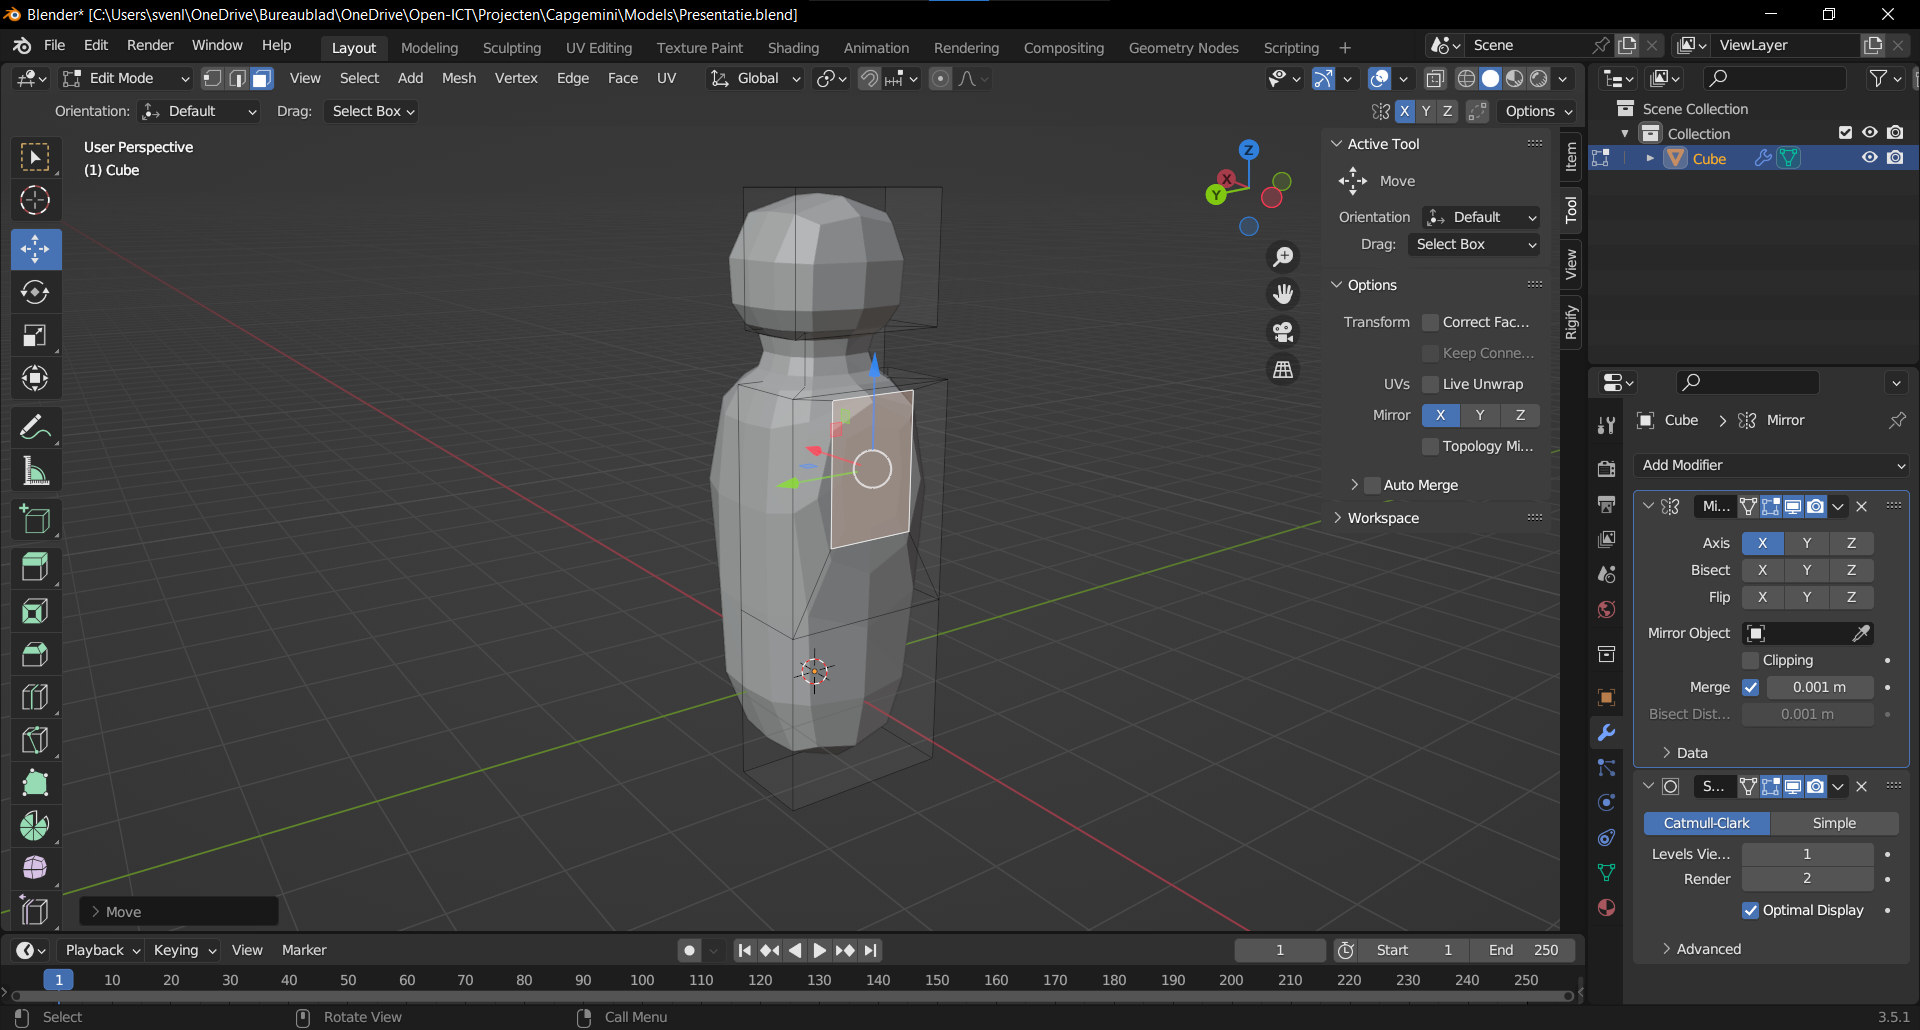 Blender* [C:\Users\svenl\OneDrive\Bureaublad\OneDrive\Open-ICT\Projecten\Capgemini\Models\Presentatie.blend]
File Edit Render Window Help Layout Modeling Sculpting UV Editing Texture Paint Shading Animation Rendering Compositing Geometry Nodes Scripting + Scene ViewLayer
Edit Mode View Select Add Mesh Vertex Edge Face UV Global
Orientation: Default Drag: Select Box X Y Z Options
User Perspective
(1) Cube
Z
X
Y
Active Tool
Move
Orientation Default
Drag: Select Box
Options
Transform Correct Fac...
Keep Conne...
UVs Live Unwrap
Mirror X Y Z
Topology Mi...
Auto Merge
Workspace
Item
Tool
View
Rigify
Scene Collection
Collection
Cube
Cube > Mirror
Add Modifier
Mi...
Axis X Y Z
Bisect X Y Z
Flip X Y Z
Mirror Object
Clipping
Merge 0.001 m
Bisect Dist... 0.001 m
Data
S...
Catmull-Clark Simple
Levels Vie... 1
Render 2
Optimal Display
Advanced
Move
Playback Keying View Marker 1 Start 1 End 250
1 10 20 30 40 50 60 70 80 90 100 110 120 130 140 150 160 170 180 190 200 210 220 230 240 250
Select Rotate View Call Menu 3.5.1